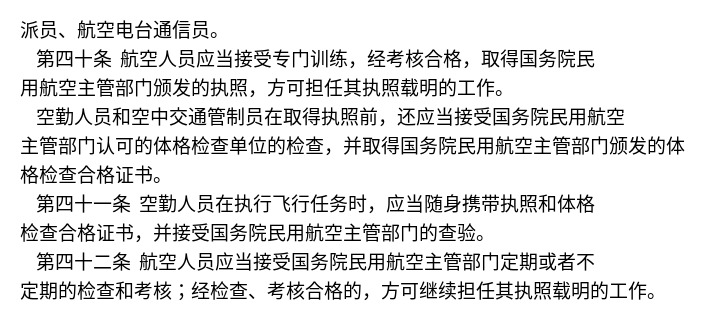 派员、航空电台通信员。
第四十条 航空人员应当接受专门训练，经考核合格，取得国务院民
用航空主管部门颁发的执照，方可担任其执照载明的工作。
空勤人员和空中交通管制员在取得执照前，还应当接受国务院民用航空
主管部门认可的体格检查单位的检查，并取得国务院民用航空主管部门颁发的体
格检查合格证书。
第四十一条 空勤人员在执行飞行任务时，应当随身携带执照和体格
检查合格证书，并接受国务院民用航空主管部门的查验。
第四十二条 航空人员应当接受国务院民用航空主管部门定期或者不
定期的检查和考核；经检查、考核合格的，方可继续担任其执照载明的工作。